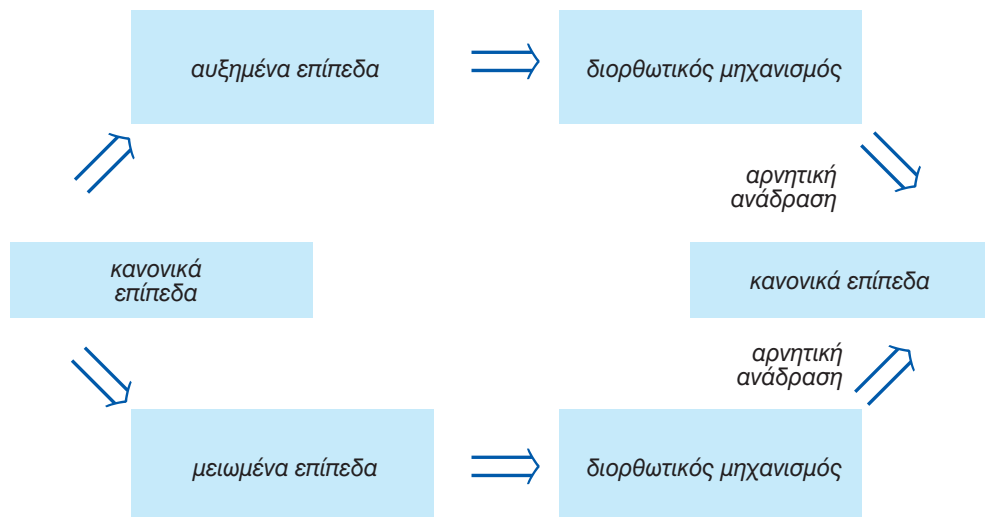 αυξημένα επίπεδα
διορθωτικός μηχανισμός
αρνητική
ανάδραση
κανονικά
επίπεδα
κανονικά επίπεδα
αρνητική
ανάδραση
μειωμένα επίπεδα
διορθωτικός μηχανισμός